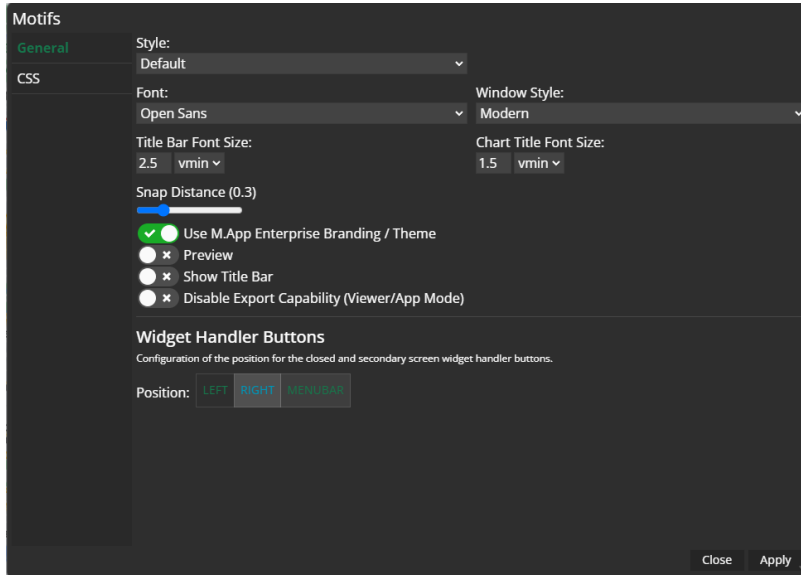 Motifs
General
CSS
Style:
Default
Font:
Open Sans
Window Style:
Modern
Title Bar Font Size:
2.5 vmin
Chart Title Font Size:
1.5 vmin
Snap Distance (0.3)
Use M.App Enterprise Branding / Theme
Preview
Show Title Bar
Disable Export Capability (Viewer/App Mode)
Widget Handler Buttons
Configuration of the position for the closed and secondary screen widget handler buttons.
Position: LEFT RIGHT MENUBAR
Close Apply